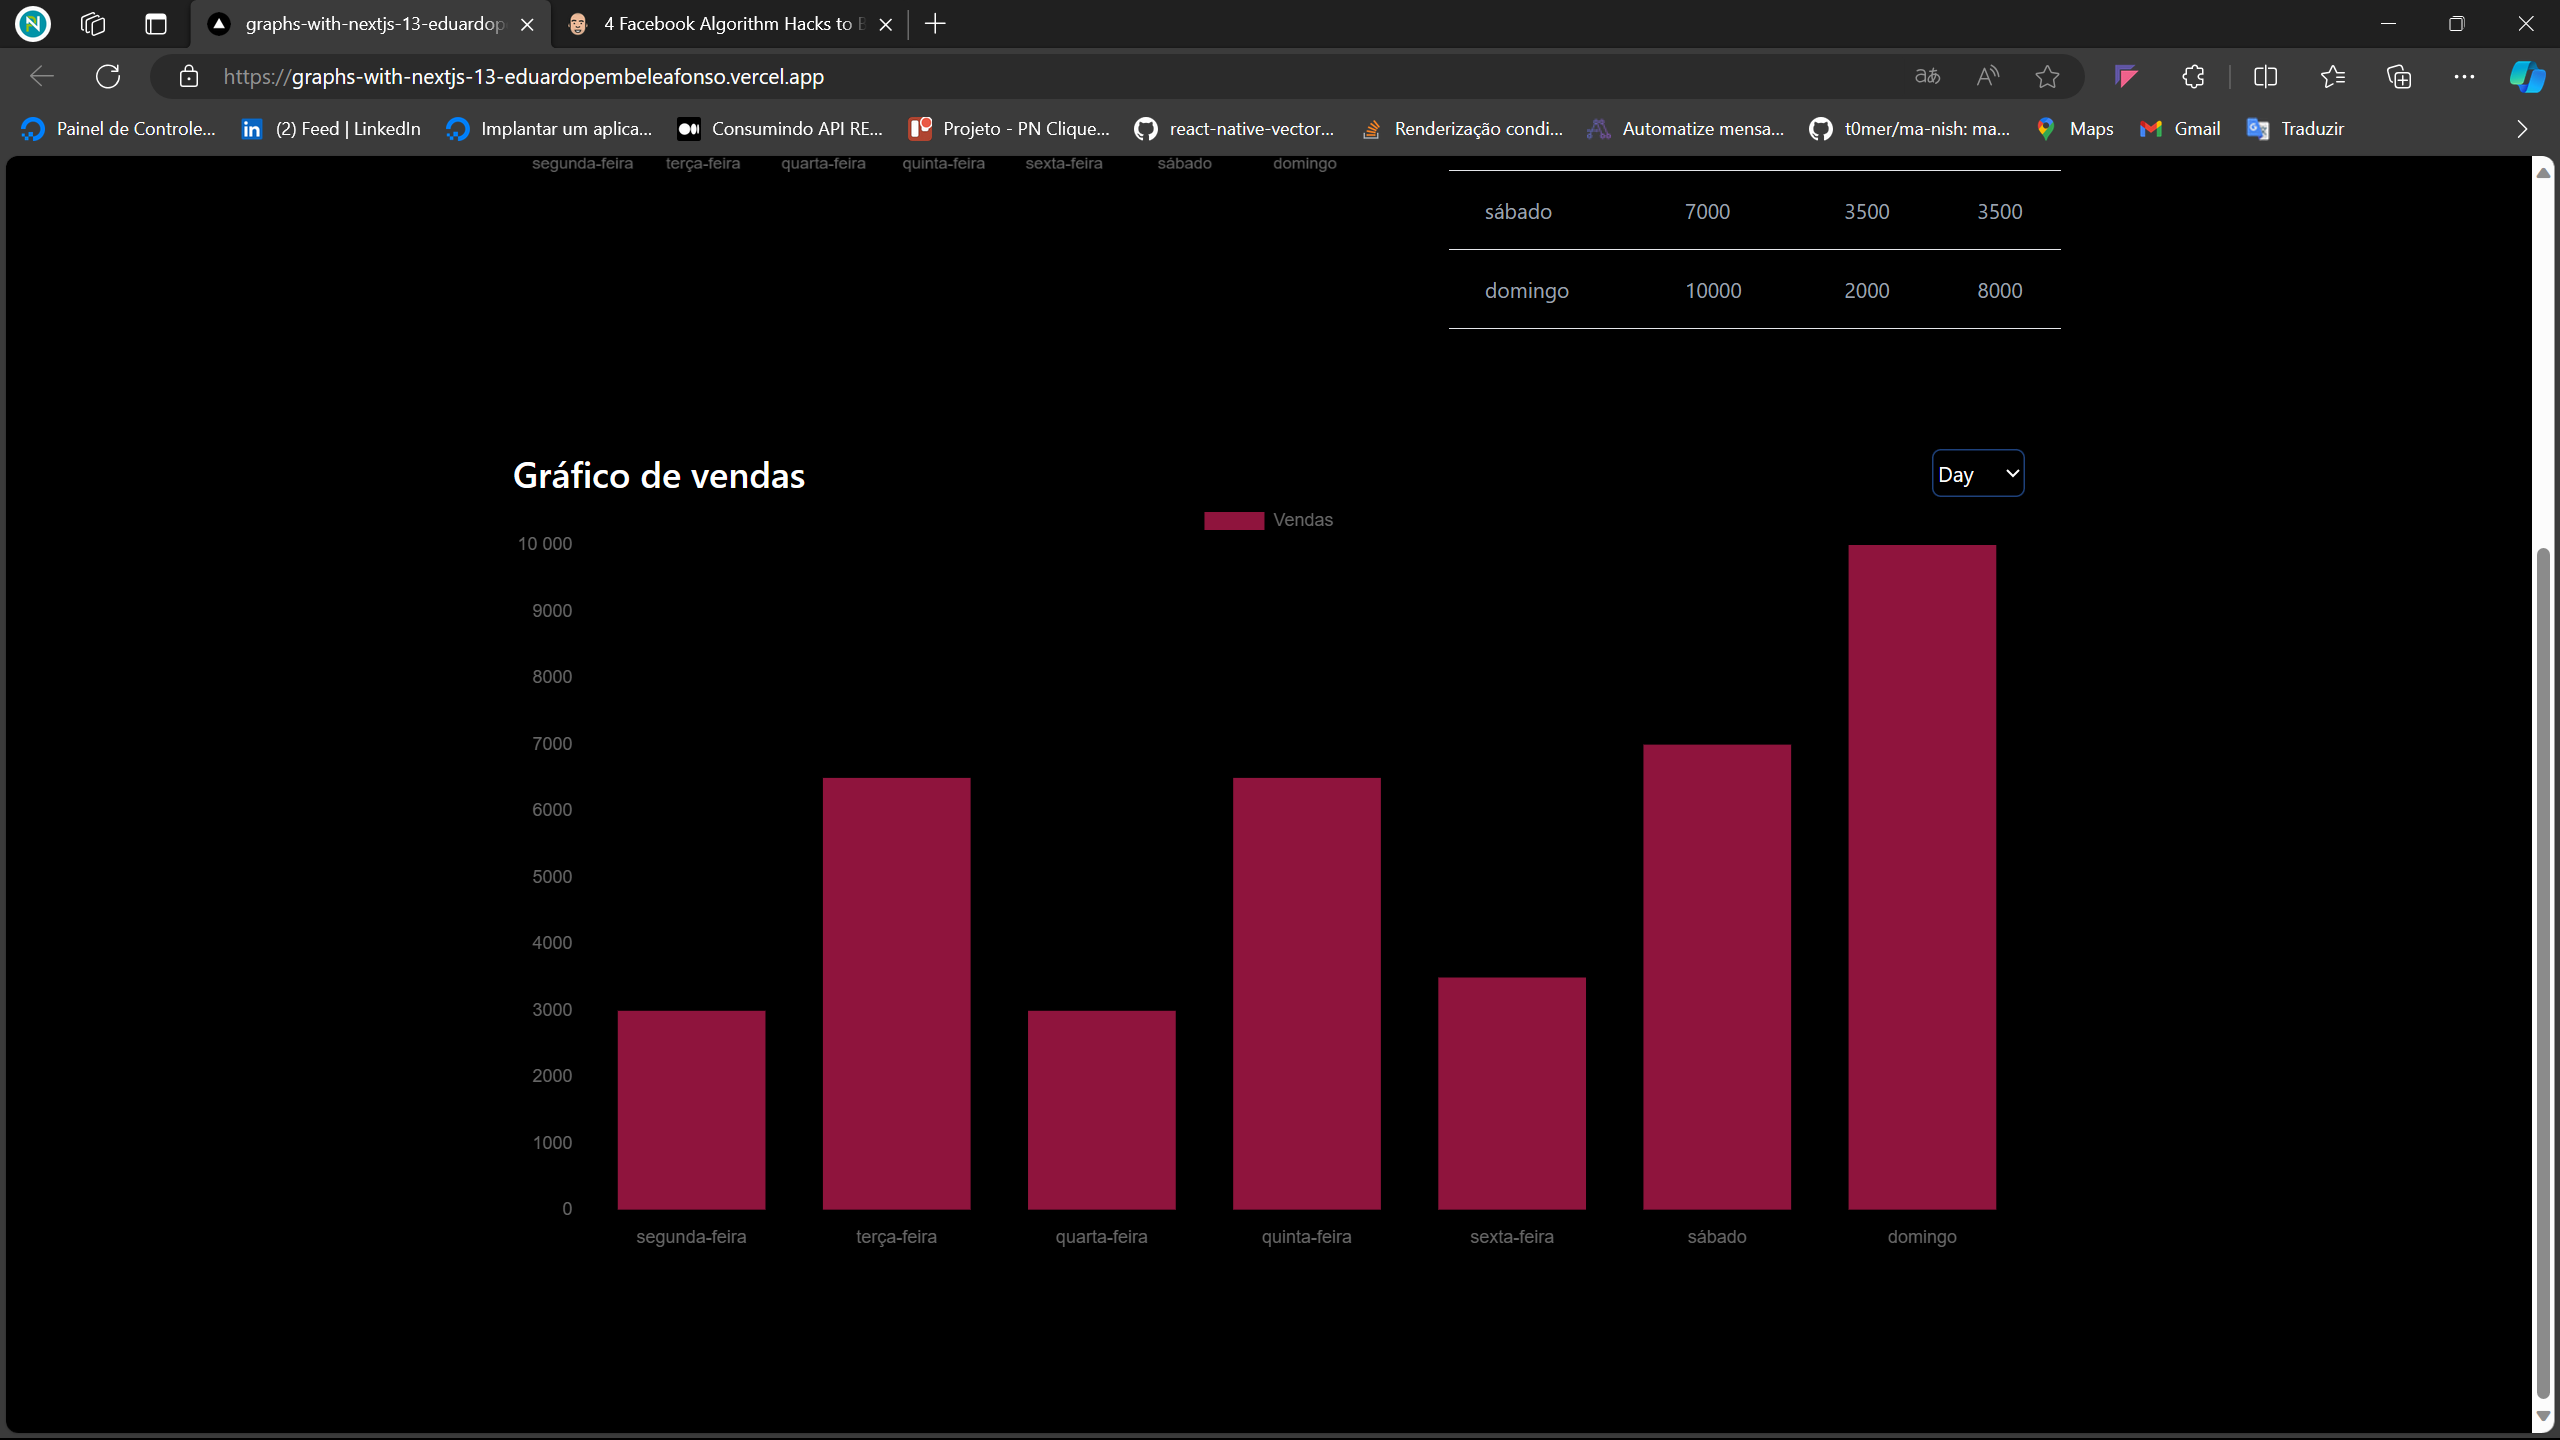 graphs-with-nextjs-13-eduardop
4 Facebook Algorithm Hacks to B
https://graphs-with-nextjs-13-eduardopembeleafonso.vercel.app
Painel de Controle... (2) Feed | LinkedIn Implantar um aplica... Consumindo API RE... Projeto - PN Clique... react-native-vector... Renderização condi... Automatize mensa... t0mer/ma-nish: ma... Maps Gmail Traduzir
segunda-feira terça-feira quarta-feira quinta-feira sexta-feira sábado domingo
sábado 7000 3500 3500
domingo 10000 2000 8000
Gráfico de vendas
Day
Vendas
10 000
9000
8000
7000
6000
5000
4000
3000
2000
1000
0
segunda-feira terça-feira quarta-feira quinta-feira sexta-feira sábado domingo